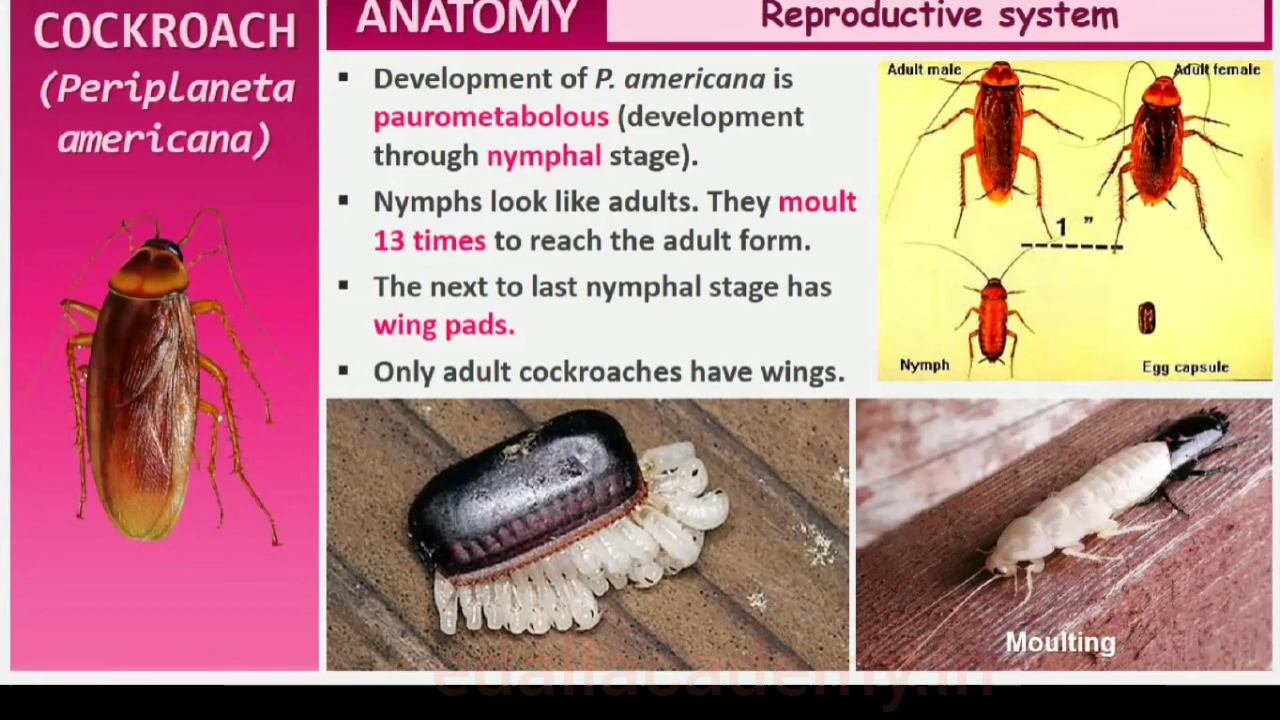 COCKROACH
(Periplaneta
americana)
ANATOMY
Reproductive system
▪ Development of P. americana is
paurometabolous (development
through nymphal stage).
▪ Nymphs look like adults. They moult
13 times to reach the adult form.
▪ The next to last nymphal stage has
wing pads.
▪ Only adult cockroaches have wings.
Adult male
Adult female
1 ”
Nymph
Egg capsule
Moulting